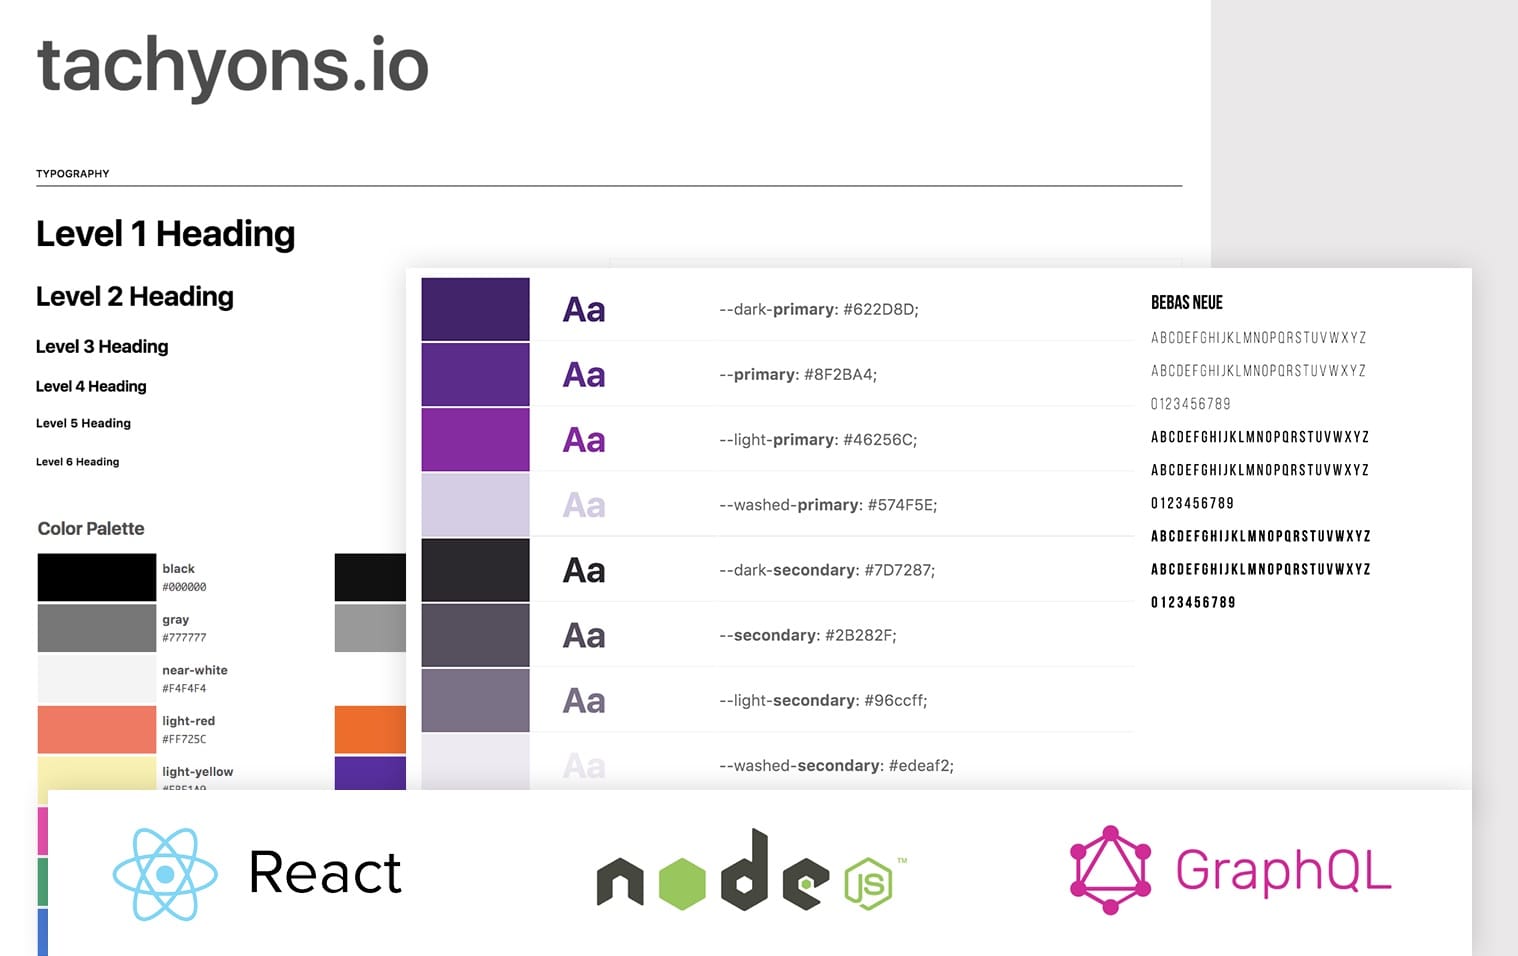 tachyons.io
TYPOGRAPHY
Level 1 Heading
Level 2 Heading
Level 3 Heading
Level 4 Heading
Level 5 Heading
Level 6 Heading
Color Palette
black
#000000
gray
#777777
near-white
#F4F4F4
light-red
#FF725C
light-yellow
Aa --dark-primary: #622D8D;
Aa --primary: #8F2BA4;
Aa --light-primary: #46256C;
Aa --washed-primary: #574F5E;
Aa --dark-secondary: #7D7287;
Aa --secondary: #2B282F;
Aa --light-secondary: #96ccff;
Aa --washed-secondary: #edeaf2;
BEBAS NEUE
ABCDEFGHIJKLMNOPQRSTUVWXYZ
ABCDEFGHIJKLMNOPQRSTUVWXYZ
0123456789
ABCDEFGHIJKLMNOPQRSTUVWXYZ
ABCDEFGHIJKLMNOPQRSTUVWXYZ
0123456789
ABCDEFGHIJKLMNOPQRSTUVWXYZ
ABCDEFGHIJKLMNOPQRSTUVWXYZ
0123456789
React
node JS ™
GraphQL